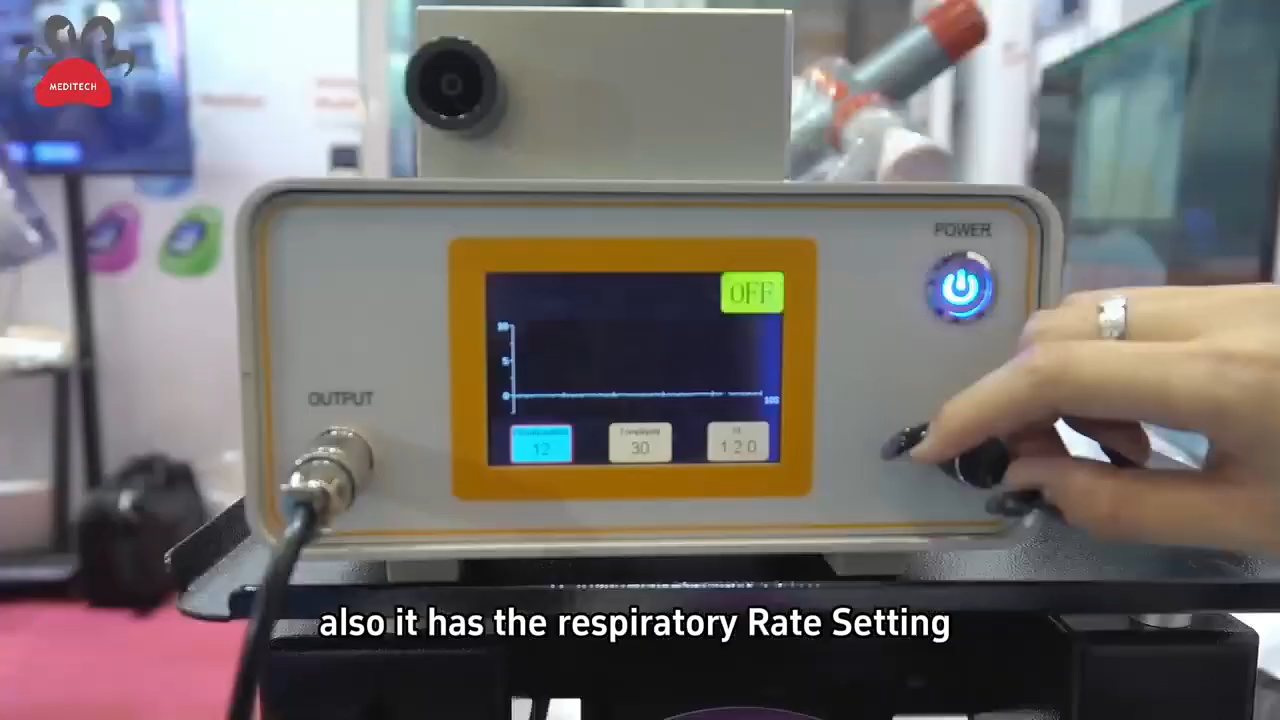 MEDITECH
POWER
OFF
10
5
0
10S
OUTPUT
12
30
1 2 0
also it has the respiratory Rate Setting